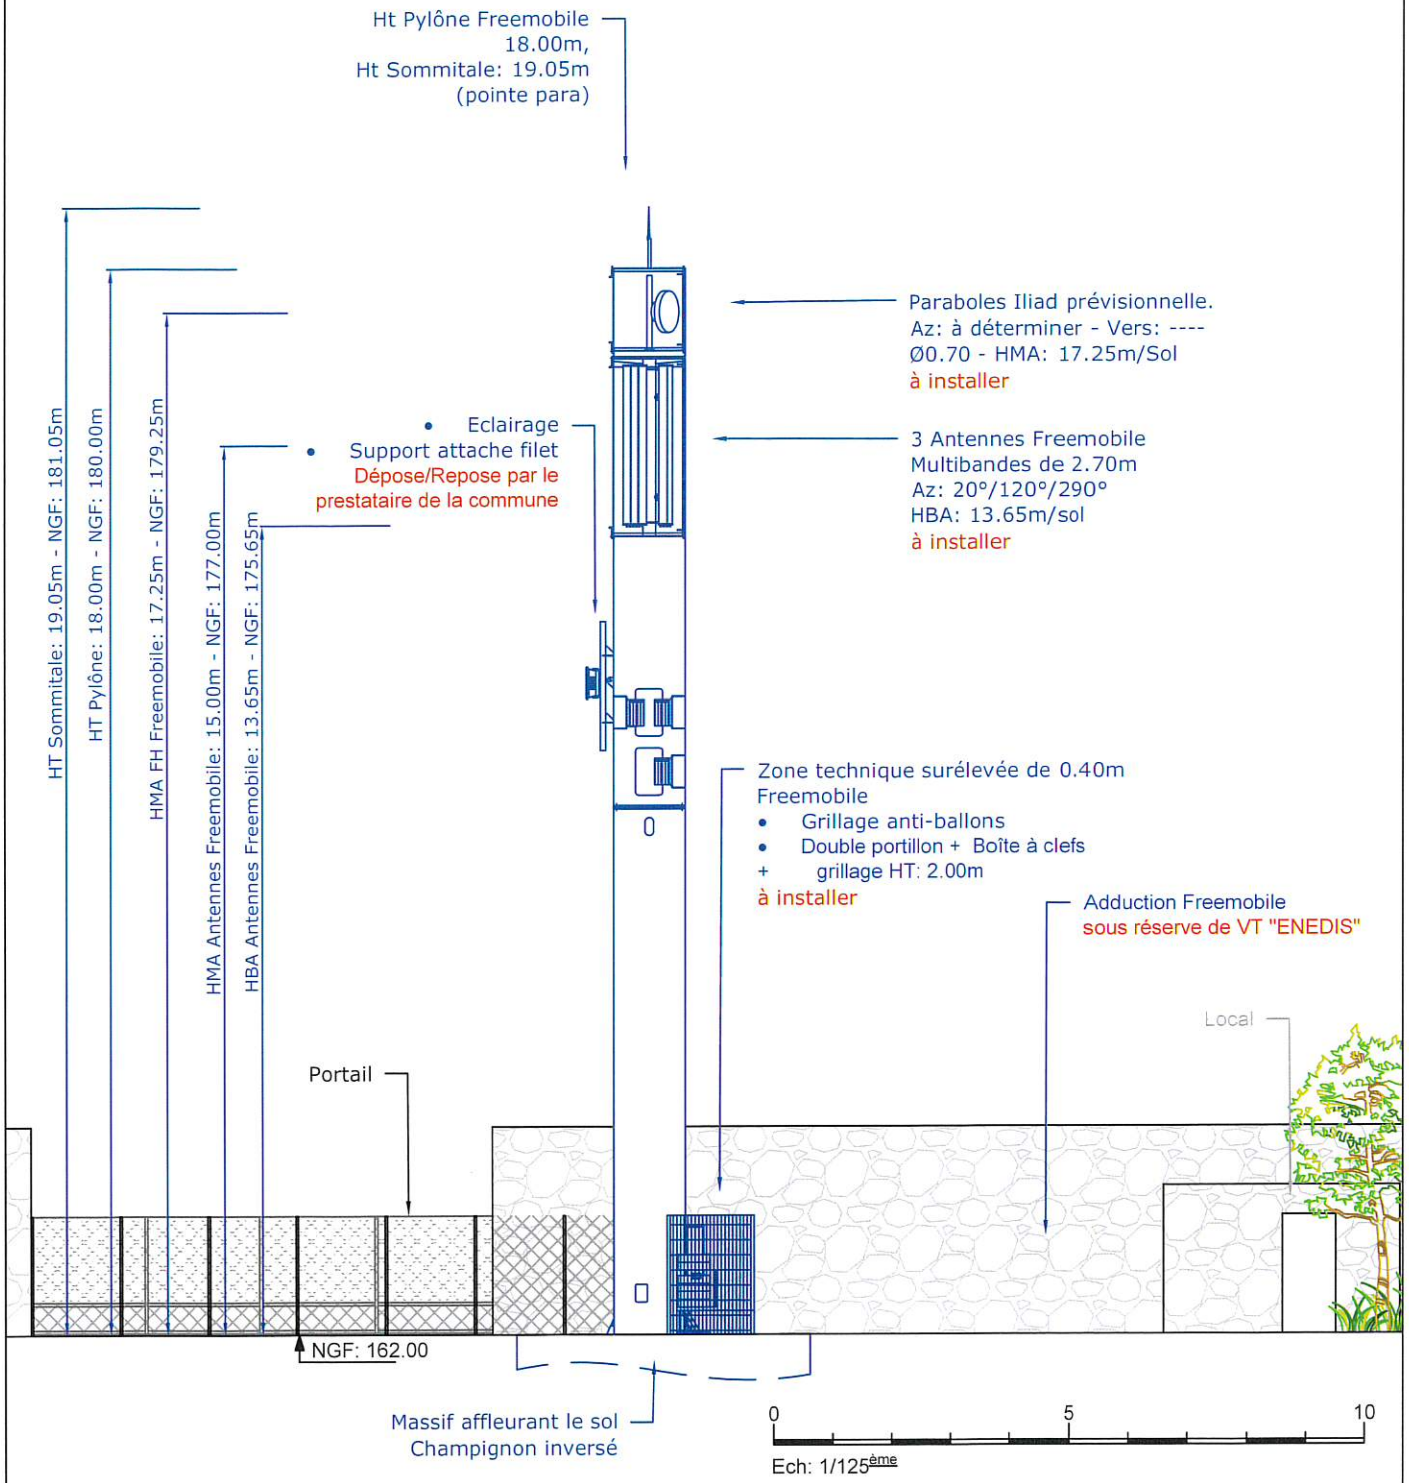 Ht Pylône Freemobile
18.00m,
Ht Sommitale: 19.05m
(pointe para)
HT Sommitale: 19.05m - NGF: 181.05m
HT Pylône: 18.00m - NGF: 180.00m
HMA FH Freemobile: 17.25m - NGF: 179.25m
HMA Antennes Freemobile: 15.00m - NGF: 177.00m
HBA Antennes Freemobile: 13.65m - NGF: 175.65m
Paraboles Iliad prévisionnelle.
Az: à déterminer - Vers: ----
Ø0.70 - HMA: 17.25m/Sol
à installer
• Eclairage
• Support attache filet
Dépose/Repose par le
prestataire de la commune
3 Antennes Freemobile
Multibandes de 2.70m
Az: 20°/120°/290°
HBA: 13.65m/sol
à installer
Zone technique surélevée de 0.40m
Freemobile
• Grillage anti-ballons
• Double portillon + Boîte à clefs
+ grillage HT: 2.00m
à installer
Adduction Freemobile
sous réserve de VT "ENEDIS"
Local
Portail
NGF: 162.00
Massif affleurant le sol
Champignon inversé
0 5 10
Ech: 1/125ème